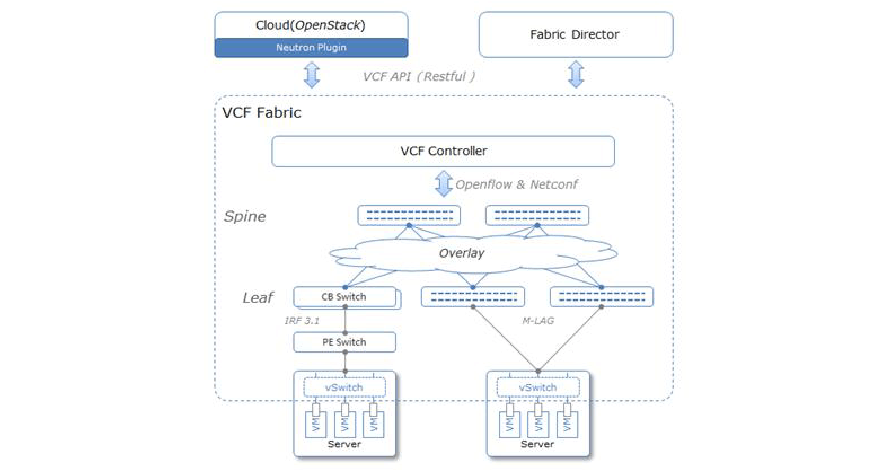 Cloud(OpenStack)
Neutron Plugin
Fabric Director
VCF API (Restful)
VCF Fabric
VCF Controller
Openflow & Netconf
Spine
Overlay
Leaf
CB Switch
IRF 3.1
M-LAG
PE Switch
vSwitch
vSwitch
VM
VM
VM
VM
VM
VM
Server
Server